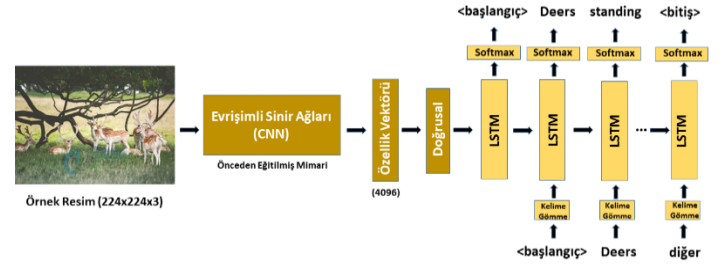 <başlangıç> Deers standing <bitiş>
Softmax Softmax Softmax Softmax
Evrişimli Sinir Ağları
(CNN)
Önceden Eğitilmiş Mimari
Özellik Vektörü
(4096)
Doğrusal
LSTM LSTM LSTM ... LSTM
Kelime Gömme Kelime Gömme Kelime Gömme
Örnek Resim (224x224x3)
<başlangıç> Deers diğer